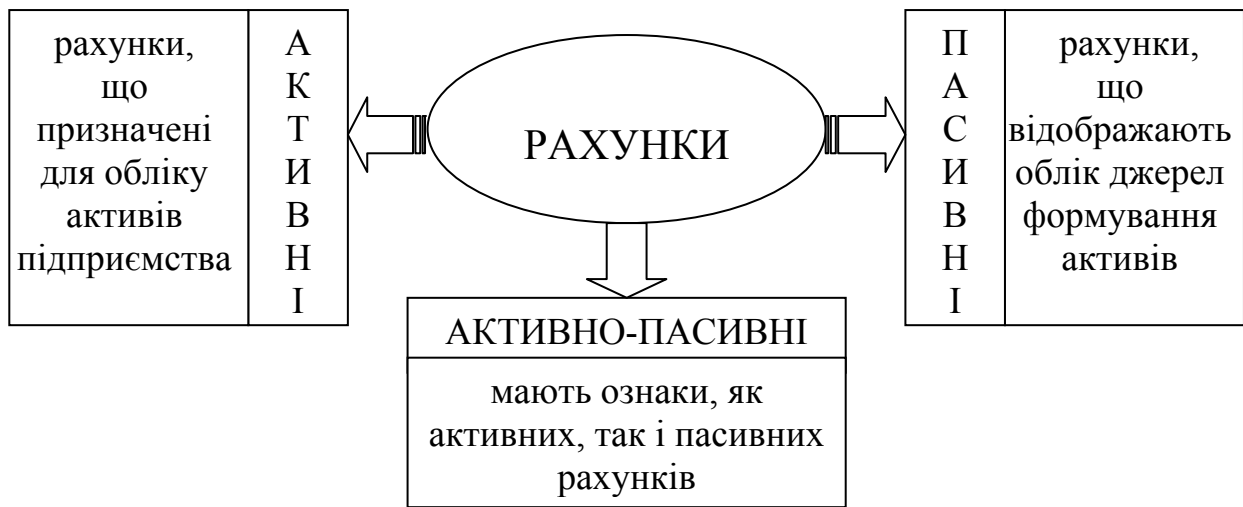 рахунки,
що
призначені
для обліку
активів
підприємства
А
К
Т
И
В
Н
І
РАХУНКИ
П
А
С
И
В
Н
І
рахунки,
що
відображають
облік джерел
формування
активів
АКТИВНО-ПАСИВНІ
мають ознаки, як
активних, так і пасивних
рахунків